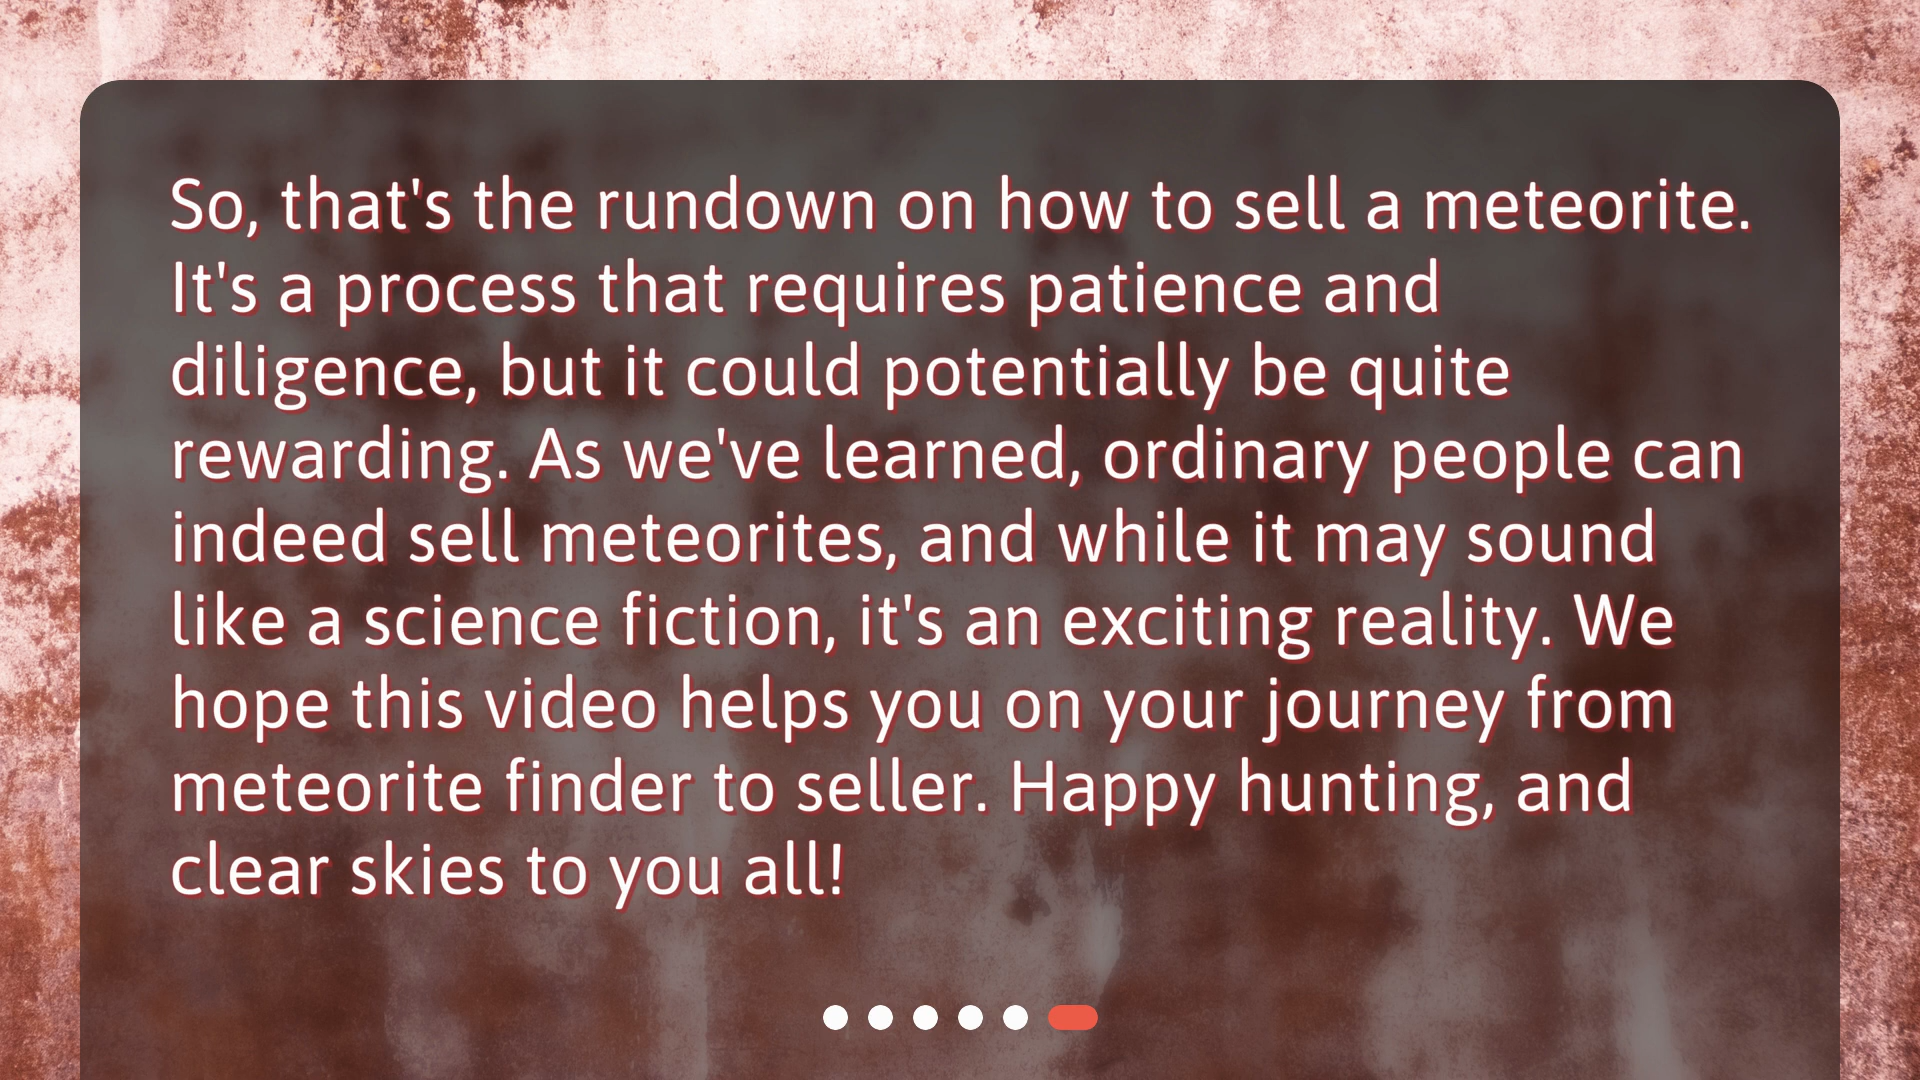 So, that's the rundown on how to sell a meteorite.
It's a process that requires patience and
diligence, but it could potentially be quite
rewarding. As we've learned, ordinary people can
indeed sell meteorites, and while it may sound
like a science fiction, it's an exciting reality. We
hope this video helps you on your journey from
meteorite finder to seller. Happy hunting, and
clear skies to you all!